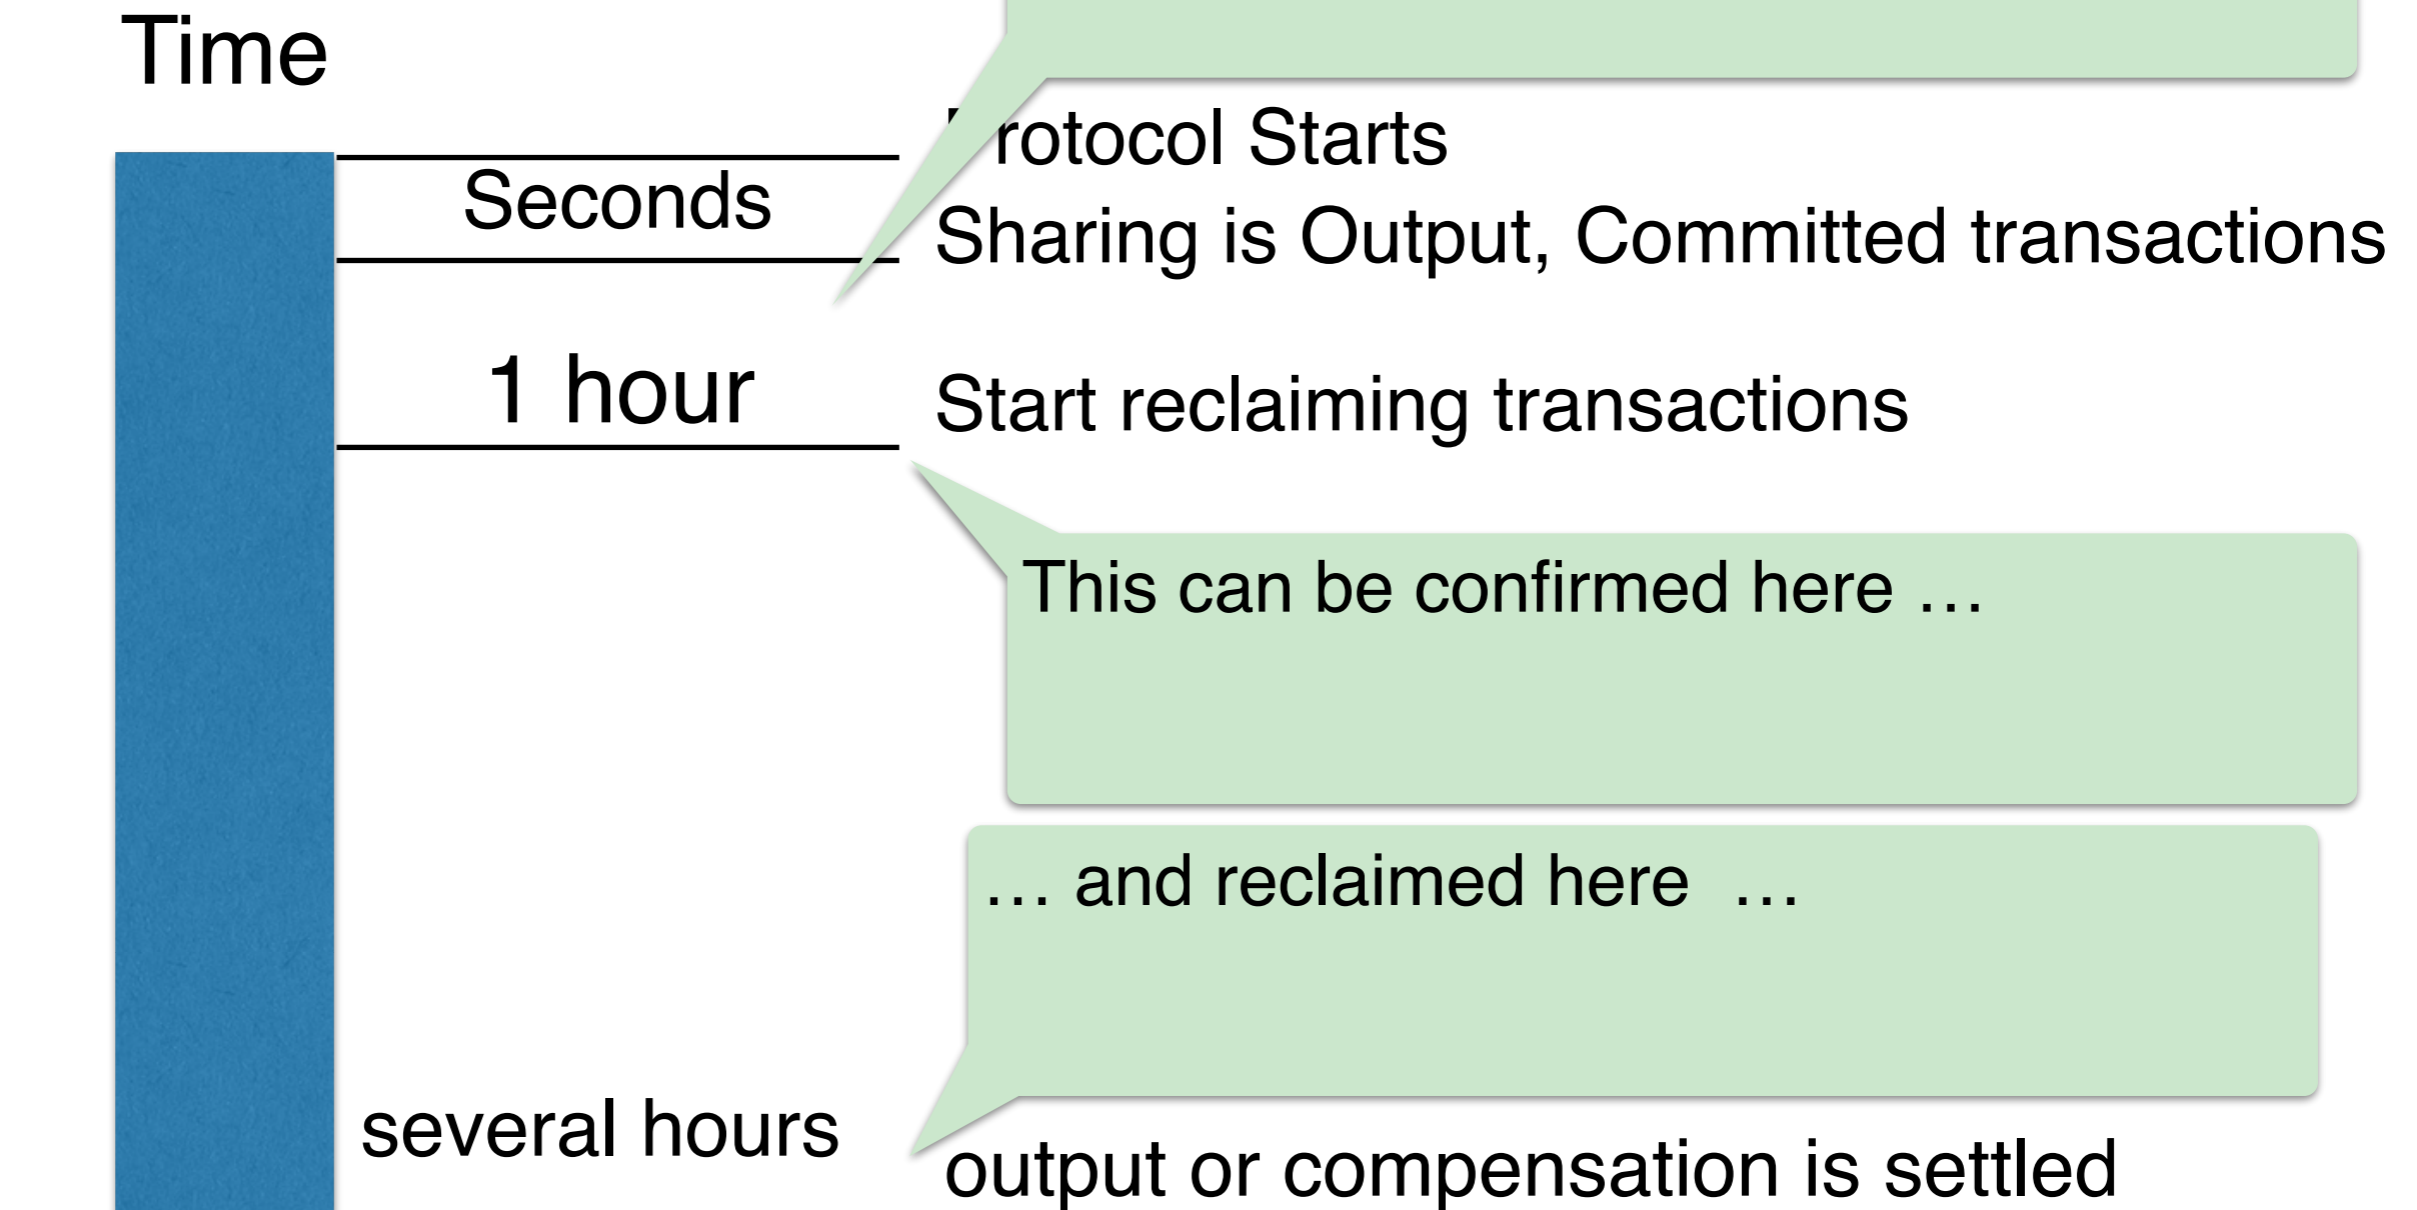 Time
Protocol Starts
Seconds
Sharing is Output, Committed transactions
1 hour
Start reclaiming transactions
This can be confirmed here …
… and reclaimed here …
several hours
output or compensation is settled